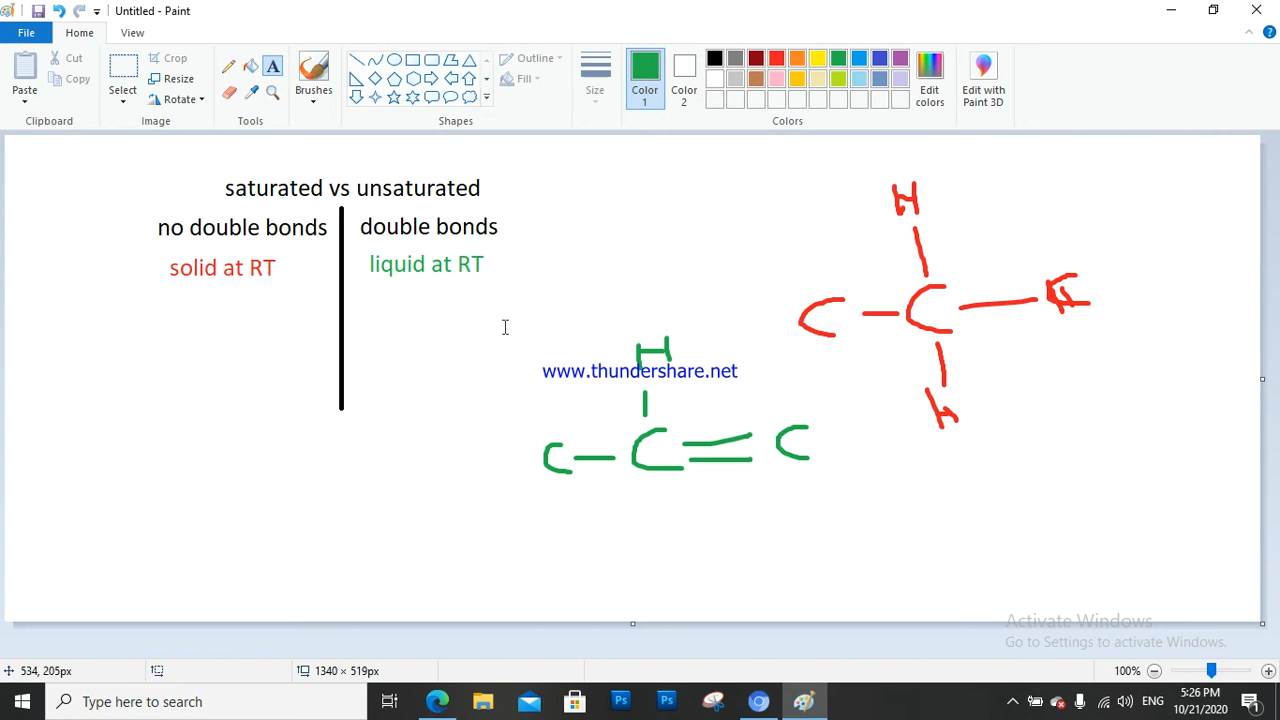 Untitled - Paint
File
Home
View
Paste
Cut
Copy
Clipboard
Select
Crop
Resize
Rotate
Image
A
Tools
Brushes
Outline
Fill
Shapes
Size
Color 1
Color 2
Edit colors
Colors
Edit with Paint 3D
saturated vs unsaturated
no double bonds
double bonds
solid at RT
liquid at RT
H
C C
H
H
www.thundershare.net
C C C
Activate Windows
Go to Settings to activate Windows.
534, 205px
1340 × 519px
100%
Type here to search
Ps
Ps
ENG
5:26 PM
10/21/2020
1